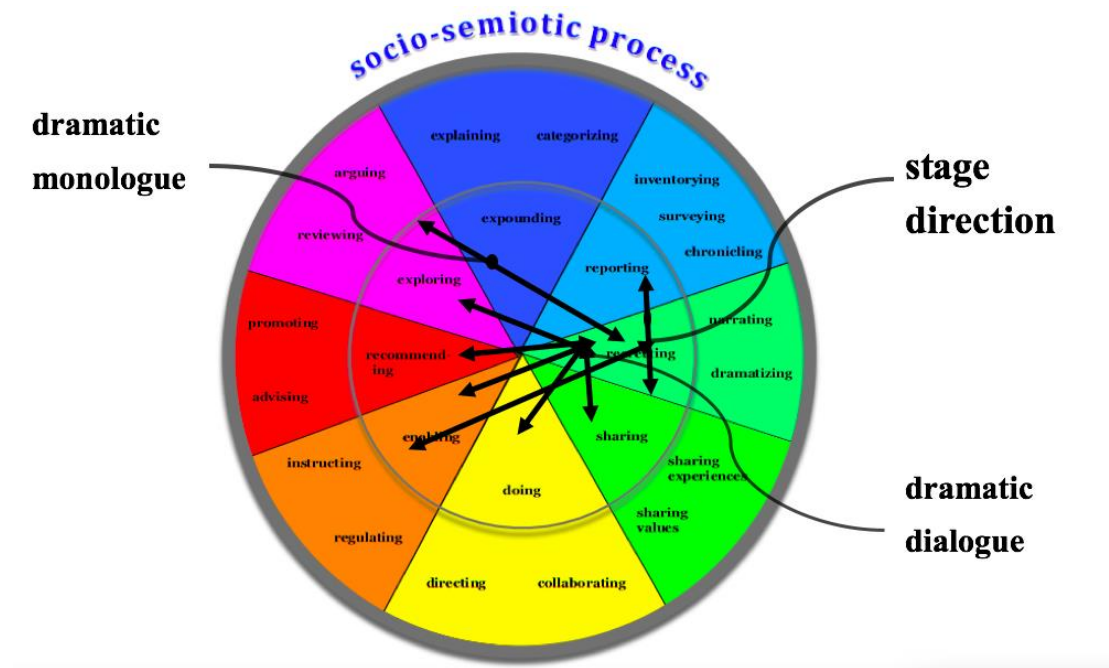 socio-semiotic process
dramatic
monologue
stage
direction
dramatic
dialogue
explaining
categorizing
expounding
inventorying
surveying
chronicling
reporting
narrating
dramatizing
recreating
sharing
sharing
experiences
sharing
values
doing
directing
collaborating
enabling
instructing
regulating
recommend-
ing
promoting
advising
exploring
arguing
reviewing